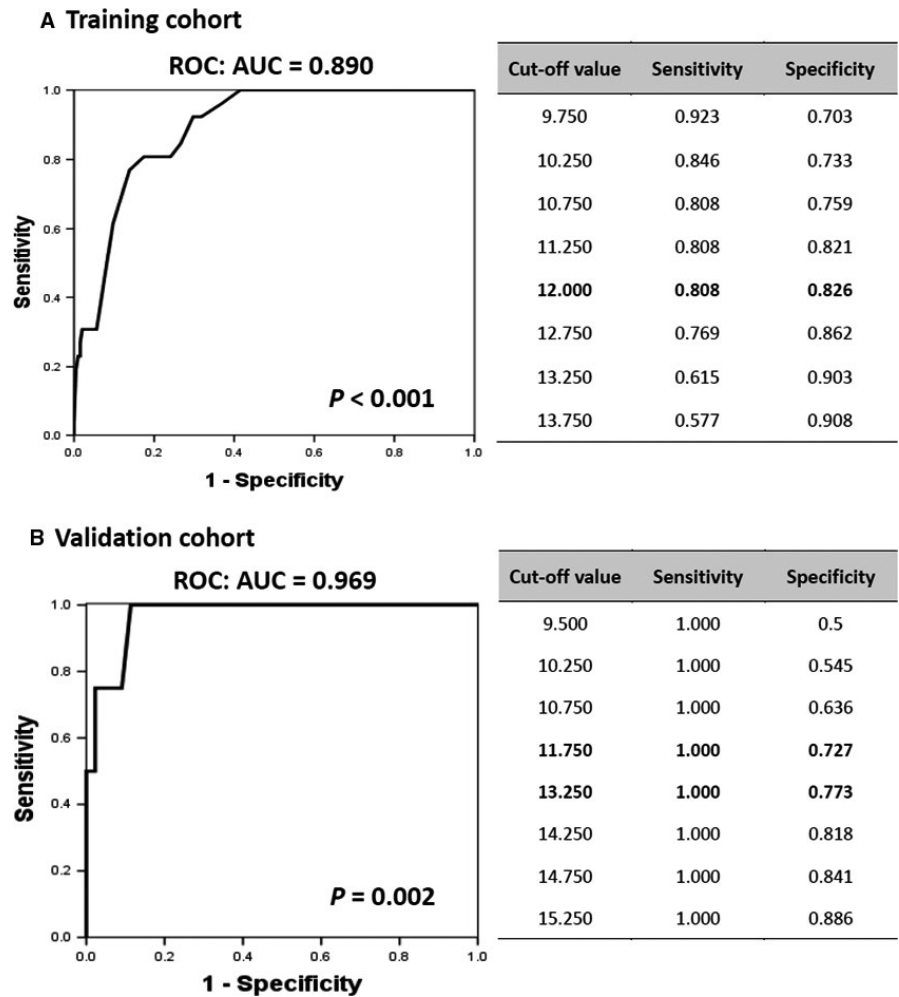 A Training cohort
ROC: AUC = 0.890
1.0
0.8
0.6
0.4
0.2
0.0
Sensitivity
0.0 0.2 0.4 0.6 0.8 1.0
1 - Specificity
P < 0.001
Cut-off value Sensitivity Specificity
9.750 0.923 0.703
10.250 0.846 0.733
10.750 0.808 0.759
11.250 0.808 0.821
12.000 0.808 0.826
12.750 0.769 0.862
13.250 0.615 0.903
13.750 0.577 0.908
B Validation cohort
ROC: AUC = 0.969
1.0
0.8
0.6
0.4
0.2
0.0
Sensitivity
0.0 0.2 0.4 0.6 0.8 1.0
1 - Specificity
P = 0.002
Cut-off value Sensitivity Specificity
9.500 1.000 0.5
10.250 1.000 0.545
10.750 1.000 0.636
11.750 1.000 0.727
13.250 1.000 0.773
14.250 1.000 0.818
14.750 1.000 0.841
15.250 1.000 0.886